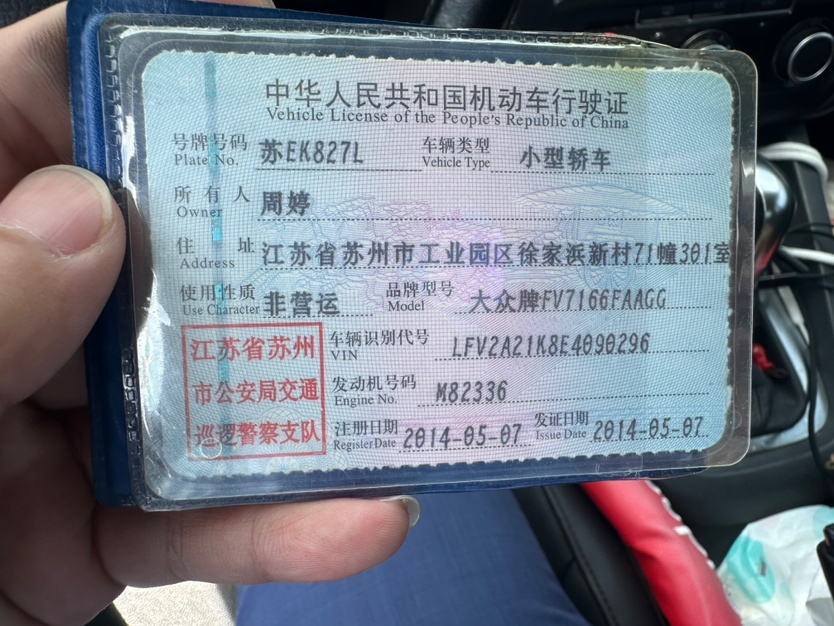 中华人民共和国机动车行驶证
Vehicle License of the People's Republic of China
号牌号码 苏EK827L 车辆类型 小型轿车
Plate No. Vehicle Type
所有人 周婷
Owner
住址 江苏省苏州市工业园区徐家浜新村71幢301室
Address
使用性质 非营运 品牌型号 大众牌FV7166FAAGG
Use Character Model
江苏省苏州
市公安局交通
巡逻警察支队
车辆识别代号 LFV2A21K8E4090296
VIN
发动机号码 M82336
Engine No.
注册日期 2014-05-07 发证日期 2014-05-07
Register Date Issue Date